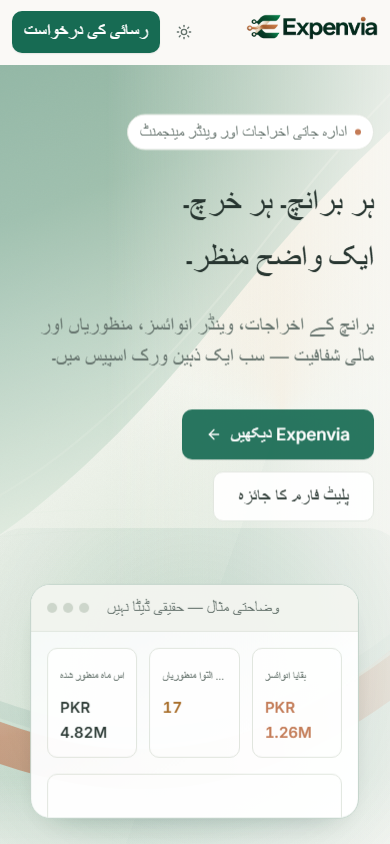 Expenvia
رسائی کی درخواست
ادارہ جاتی اخراجات اور وینڈر مینجمنٹ
ہر برانچ۔ ہر خرچ۔
ایک واضح منظر۔
برانچ کے اخراجات، وینڈر انوائسز، منظوریاں اور
مالی شفافیت — سب ایک ذہین ورک اسپیس میں۔
Expenvia دیکھیں ←
پلیٹ فارم کا جائزہ
وضاحتی مثال — حقیقی ڈیٹا نہیں
بقایا انوائسز
PKR
1.26M
التوا منظوریاں ...
17
اس ماہ منظور شدہ
PKR
4.82M